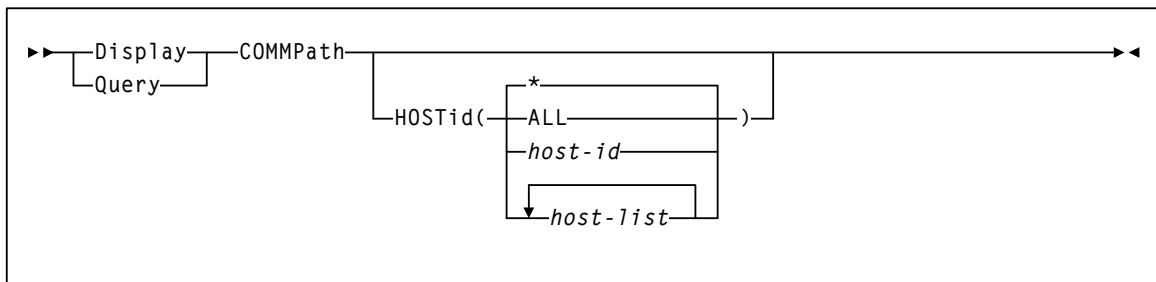 Display COMMPath
Query
*
HOSTid( ALL )
host-id
host-list